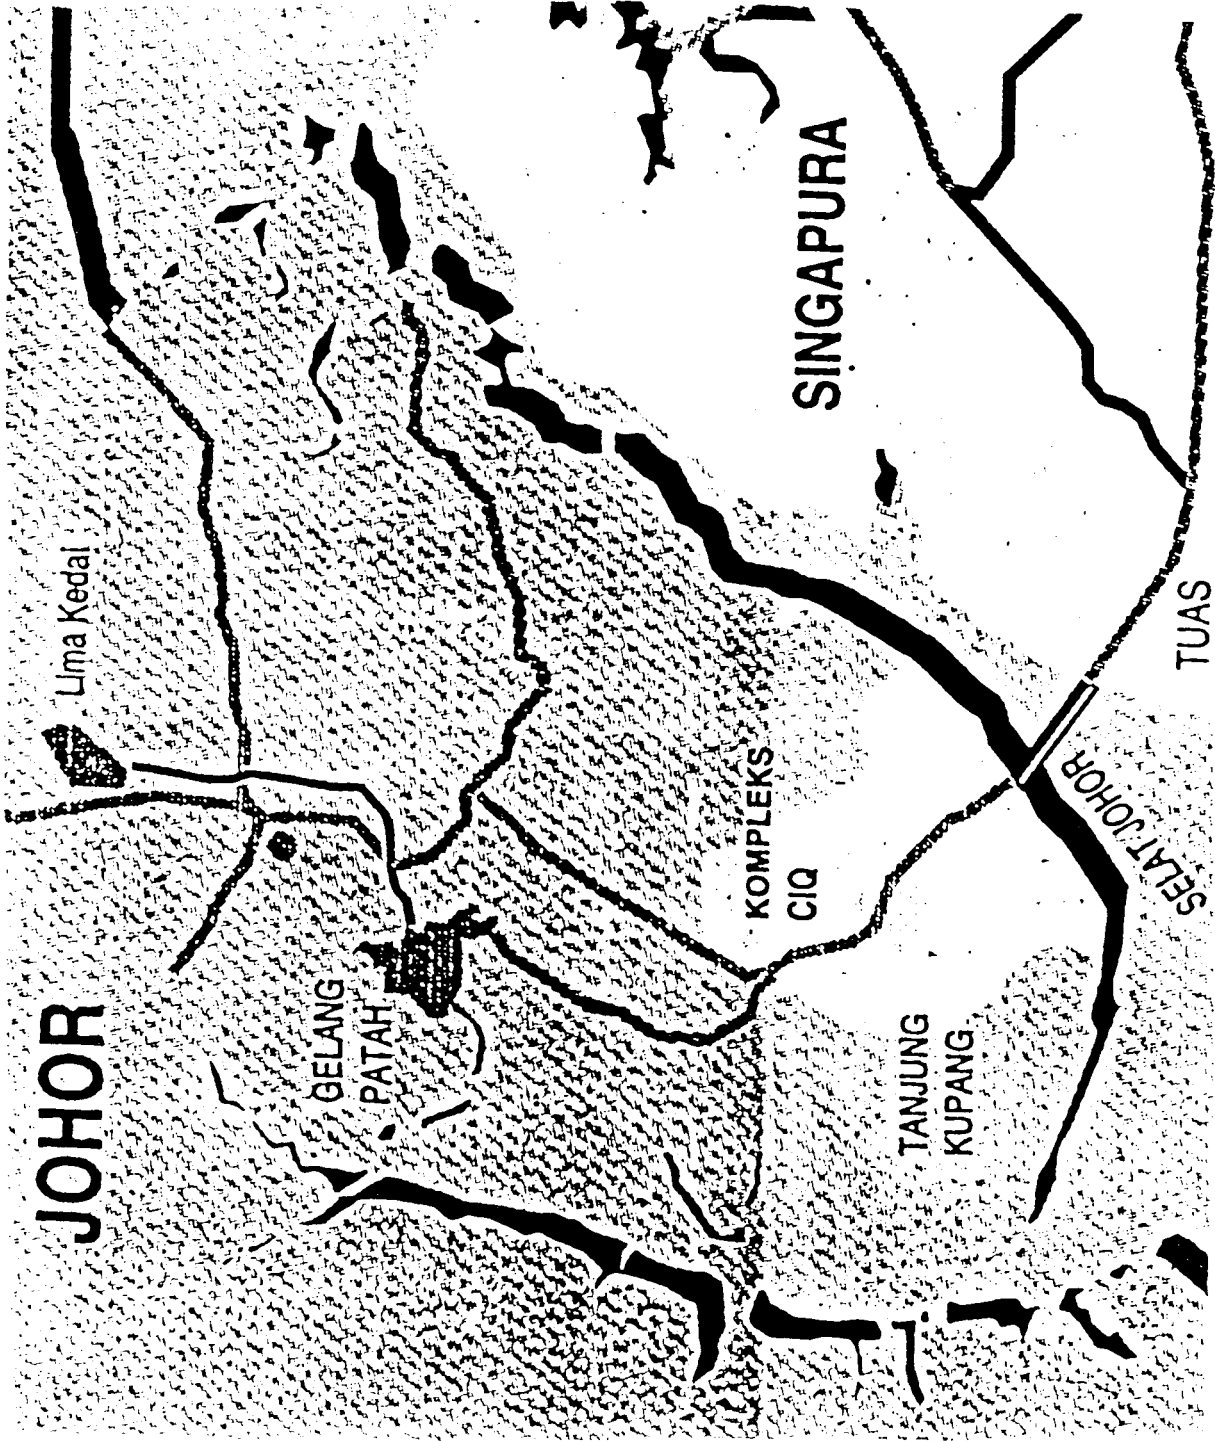 JOHOR
Lima Kedai
GELANG
PATAH
KOMPLEKS
CIQ
SINGAPURA
TANJUNG
KUPANG
SELAT JOHOR
TUAS